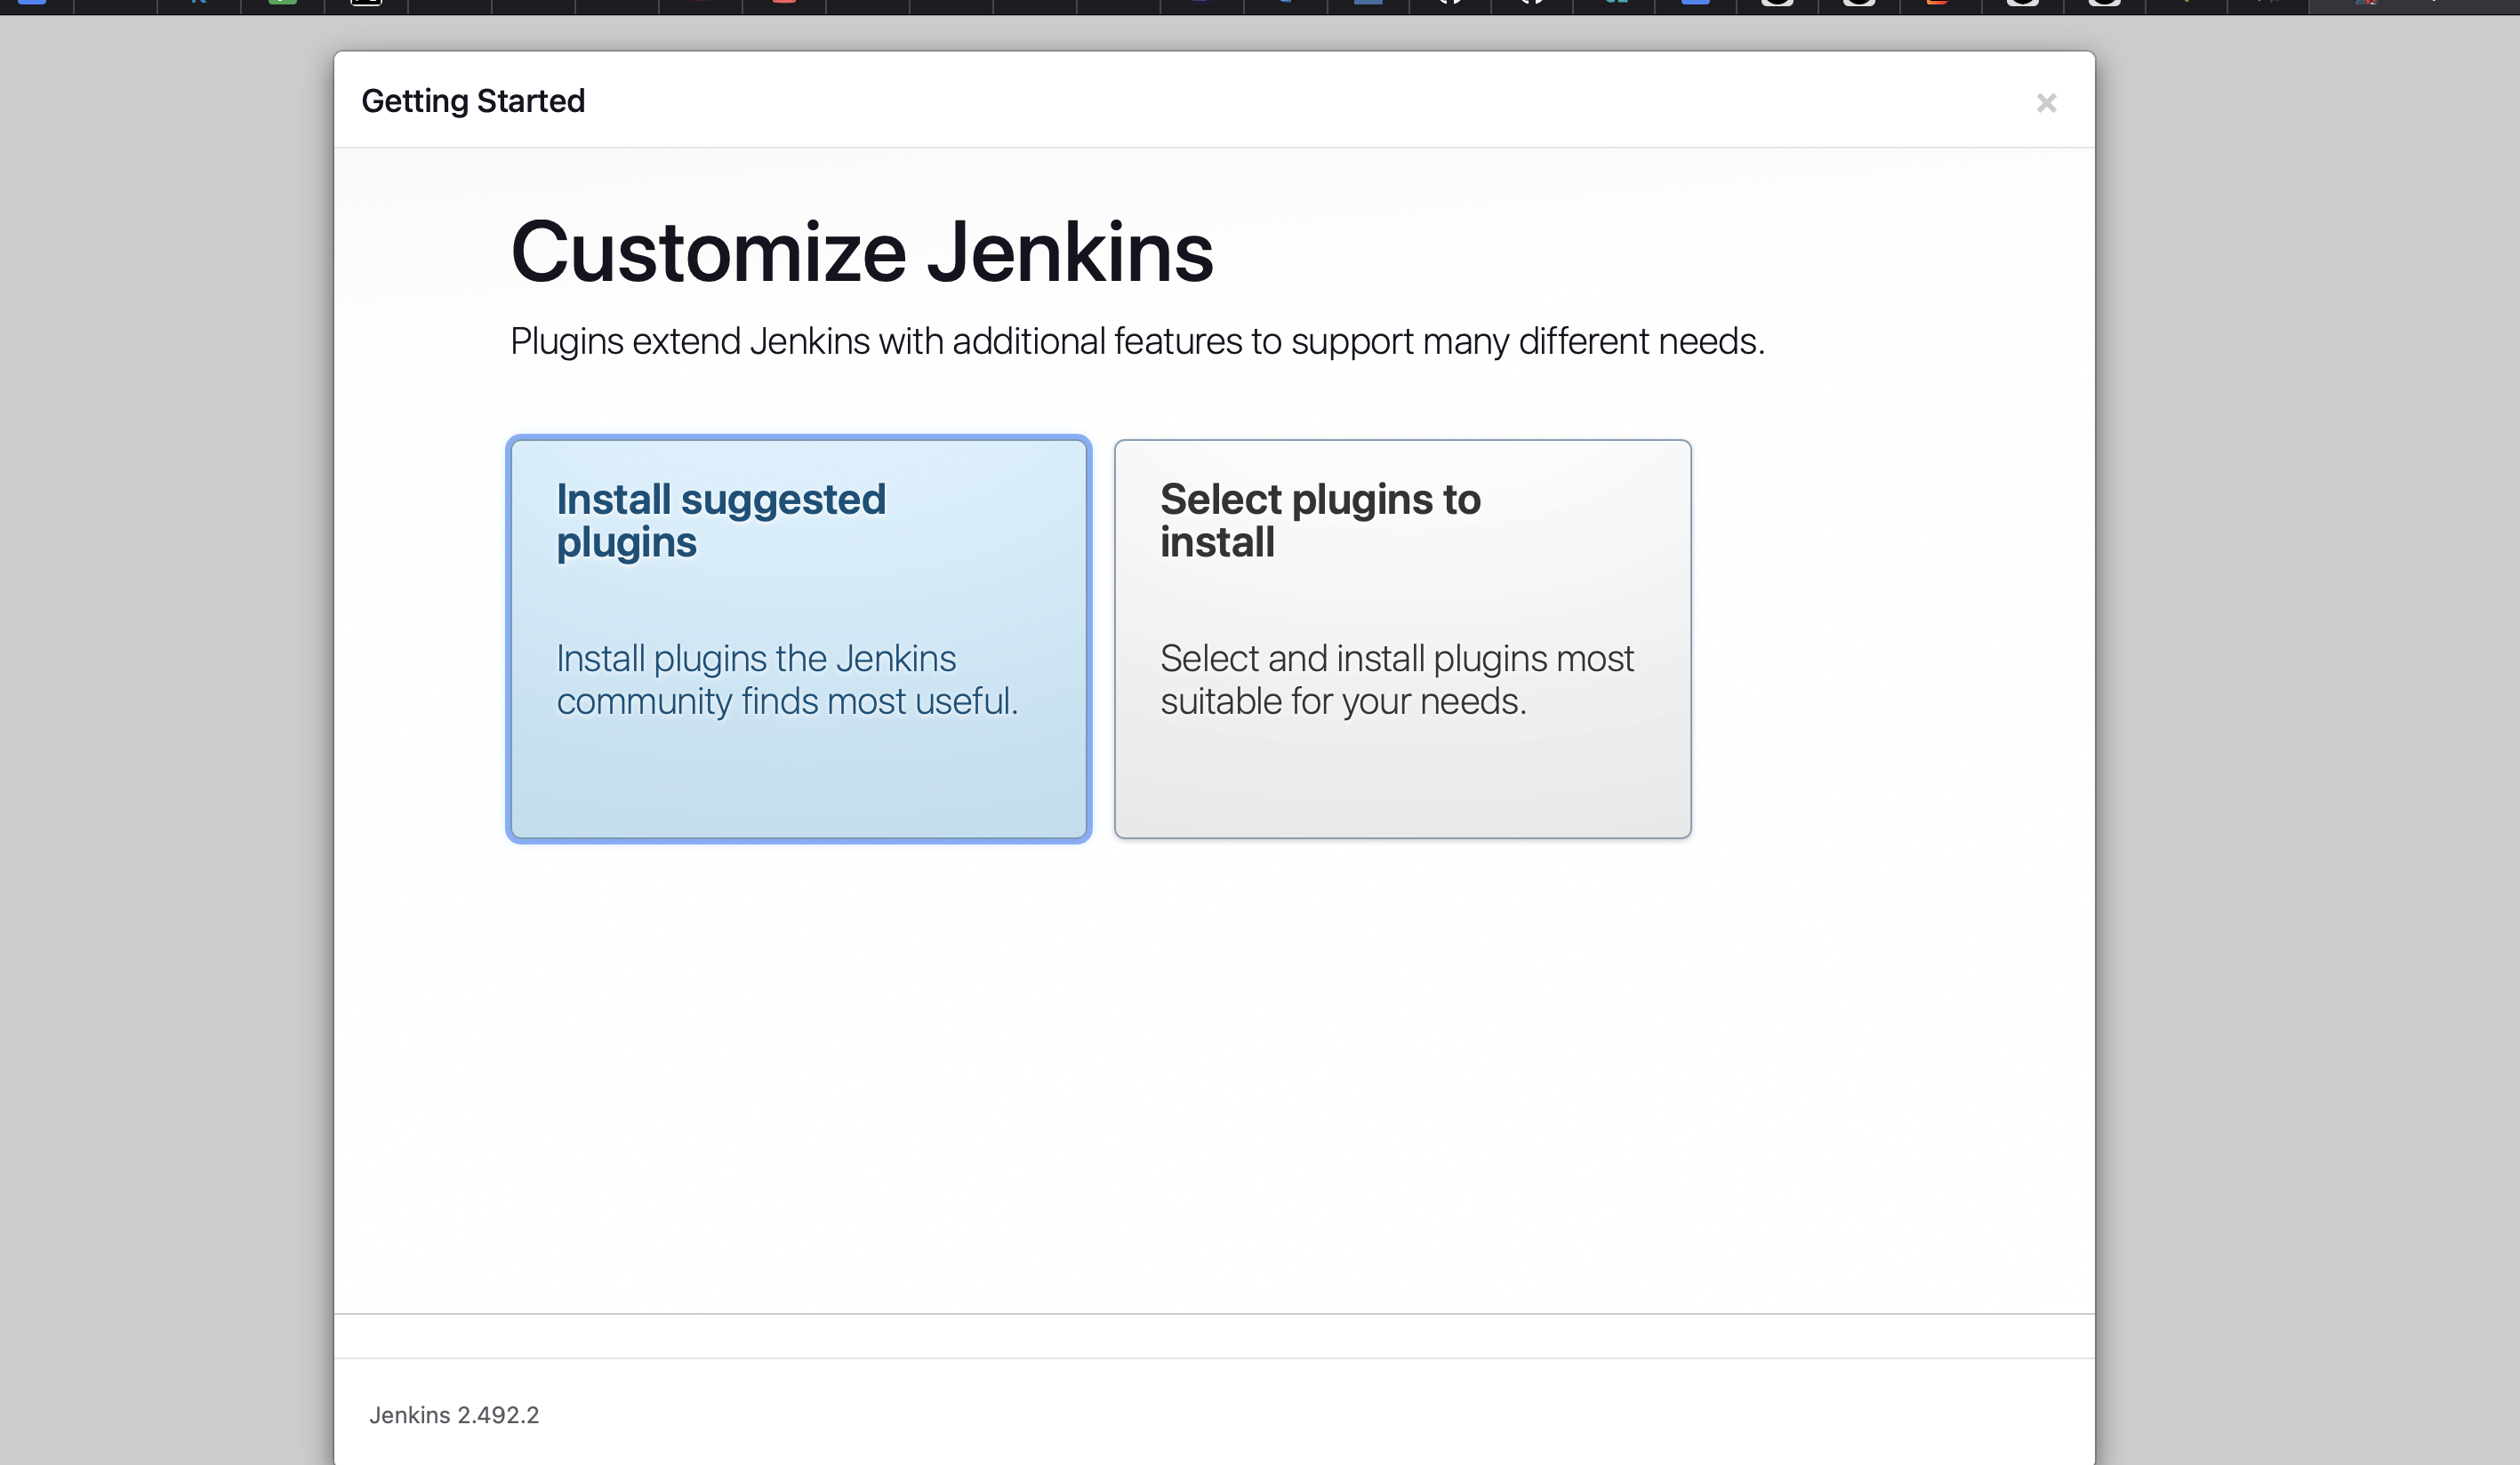 Getting Started
×
Customize Jenkins
Plugins extend Jenkins with additional features to support many different needs.
Install suggested
plugins
Install plugins the Jenkins
community finds most useful.
Select plugins to
install
Select and install plugins most
suitable for your needs.
Jenkins 2.492.2